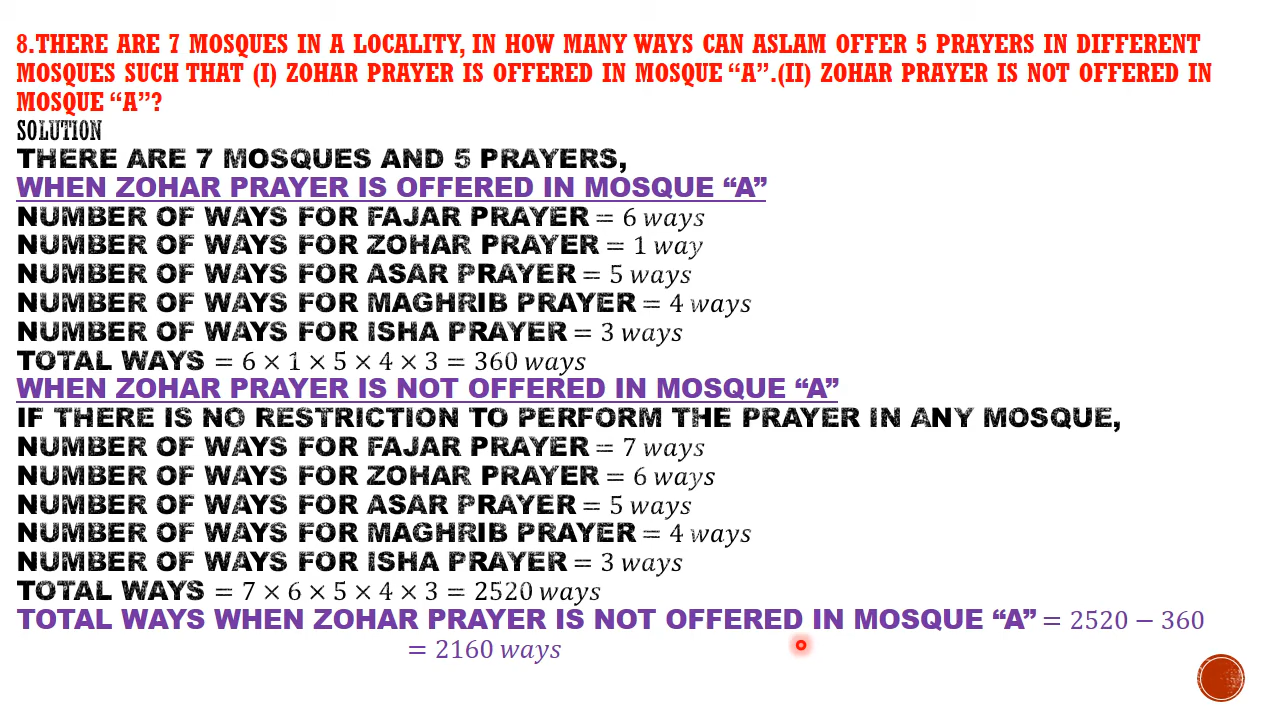 8.THERE ARE 7 MOSQUES IN A LOCALITY, IN HOW MANY WAYS CAN ASLAM OFFER 5 PRAYERS IN DIFFERENT
MOSQUES SUCH THAT (I) ZOHAR PRAYER IS OFFERED IN MOSQUE “A”.(II) ZOHAR PRAYER IS NOT OFFERED IN
MOSQUE “A”?
SOLUTION
THERE ARE 7 MOSQUES AND 5 PRAYERS,
WHEN ZOHAR PRAYER IS OFFERED IN MOSQUE “A”
NUMBER OF WAYS FOR FAJAR PRAYER = 6 ways
NUMBER OF WAYS FOR ZOHAR PRAYER = 1 way
NUMBER OF WAYS FOR ASAR PRAYER = 5 ways
NUMBER OF WAYS FOR MAGHRIB PRAYER = 4 ways
NUMBER OF WAYS FOR ISHA PRAYER = 3 ways
TOTAL WAYS = 6 × 1 × 5 × 4 × 3 = 360 ways
WHEN ZOHAR PRAYER IS NOT OFFERED IN MOSQUE “A”
IF THERE IS NO RESTRICTION TO PERFORM THE PRAYER IN ANY MOSQUE,
NUMBER OF WAYS FOR FAJAR PRAYER = 7 ways
NUMBER OF WAYS FOR ZOHAR PRAYER = 6 ways
NUMBER OF WAYS FOR ASAR PRAYER = 5 ways
NUMBER OF WAYS FOR MAGHRIB PRAYER = 4 ways
NUMBER OF WAYS FOR ISHA PRAYER = 3 ways
TOTAL WAYS = 7 × 6 × 5 × 4 × 3 = 2520 ways
TOTAL WAYS WHEN ZOHAR PRAYER IS NOT OFFERED IN MOSQUE “A” = 2520 − 360
= 2160 ways